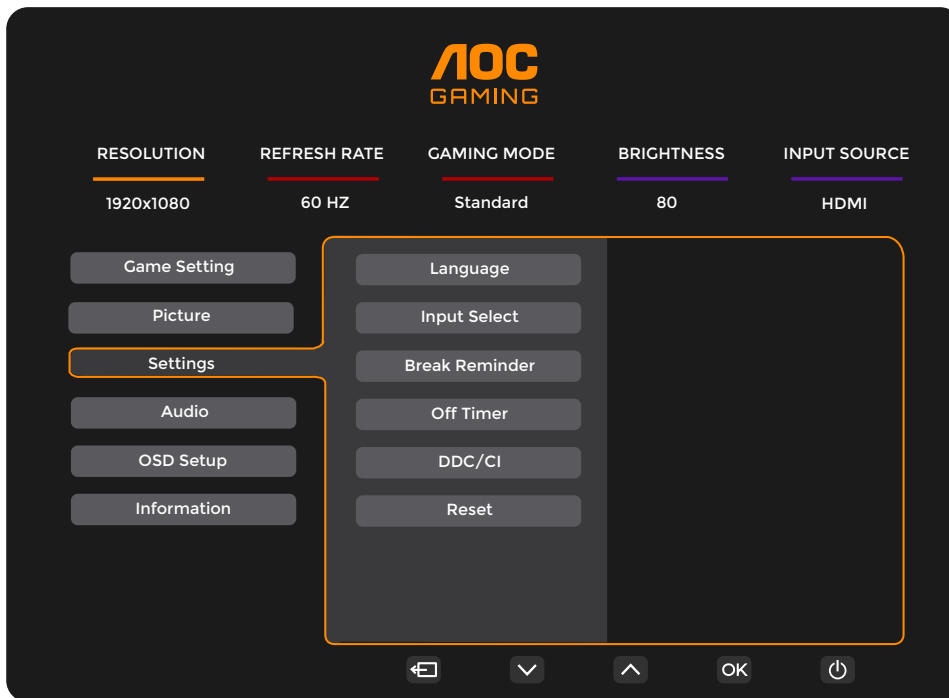 AOC
GAMING
RESOLUTION REFRESH RATE GAMING MODE BRIGHTNESS INPUT SOURCE
1920x1080 60 HZ Standard 80 HDMI
Game Setting
Picture
Settings
Audio
OSD Setup
Information
Language
Input Select
Break Reminder
Off Timer
DDC/CI
Reset
OK